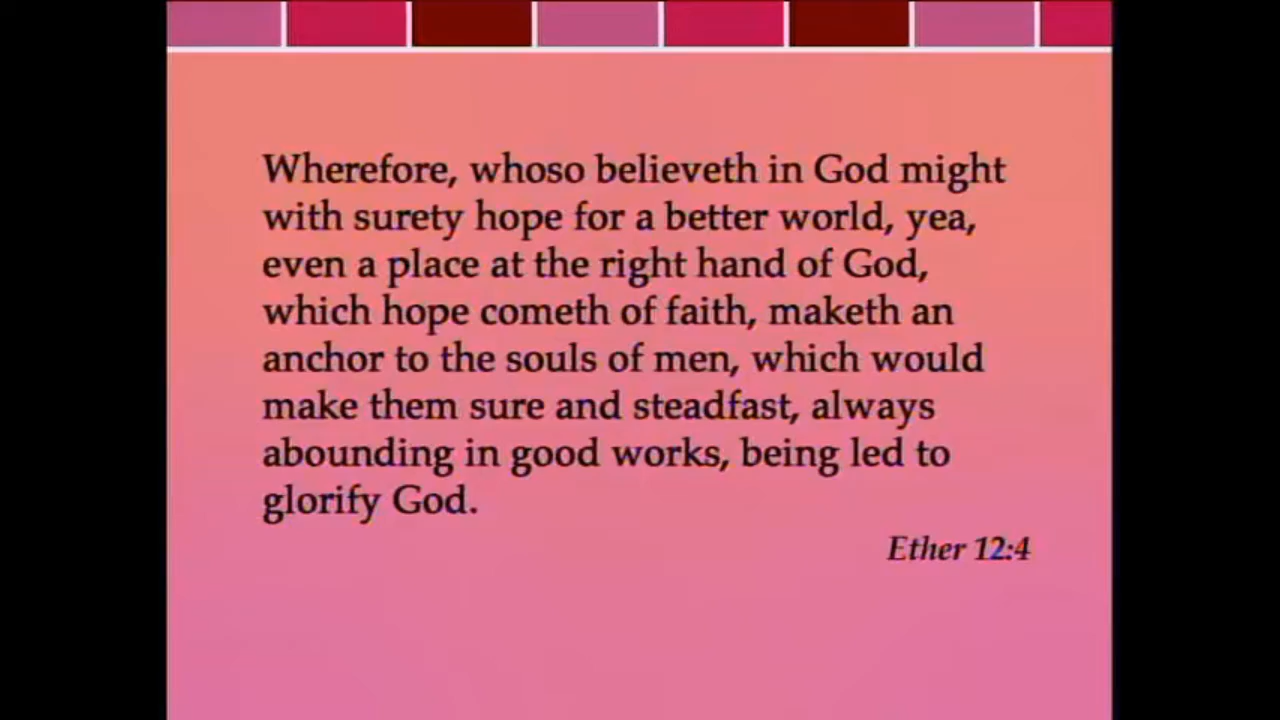 Wherefore, whoso believeth in God might
with surety hope for a better world, yea,
even a place at the right hand of God,
which hope cometh of faith, maketh an
anchor to the souls of men, which would
make them sure and steadfast, always
abounding in good works, being led to
glorify God.
Ether 12:4